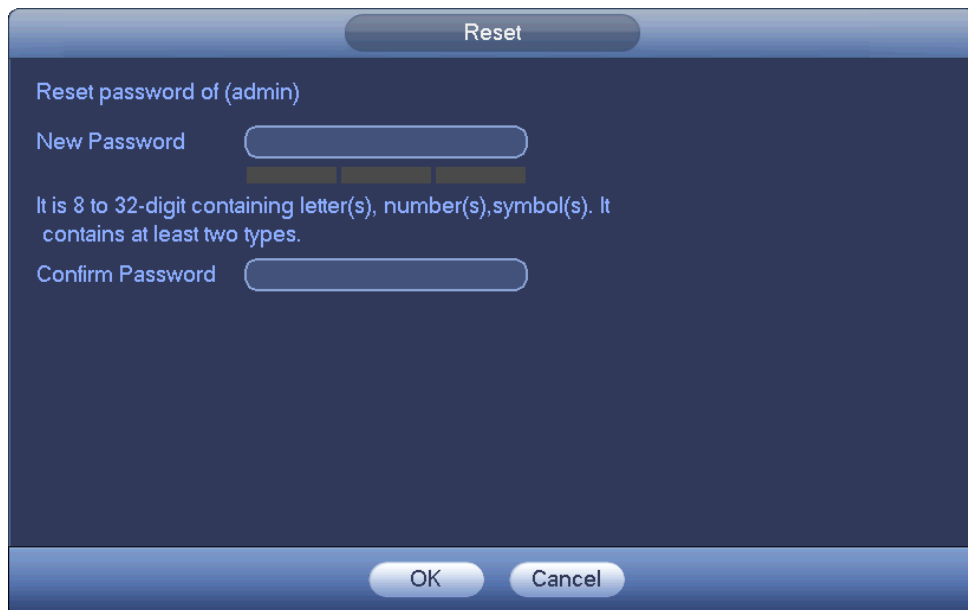 Reset
Reset password of (admin)
New Password
It is 8 to 32-digit containing letter(s), number(s),symbol(s). It
contains at least two types.
Confirm Password
OK
Cancel